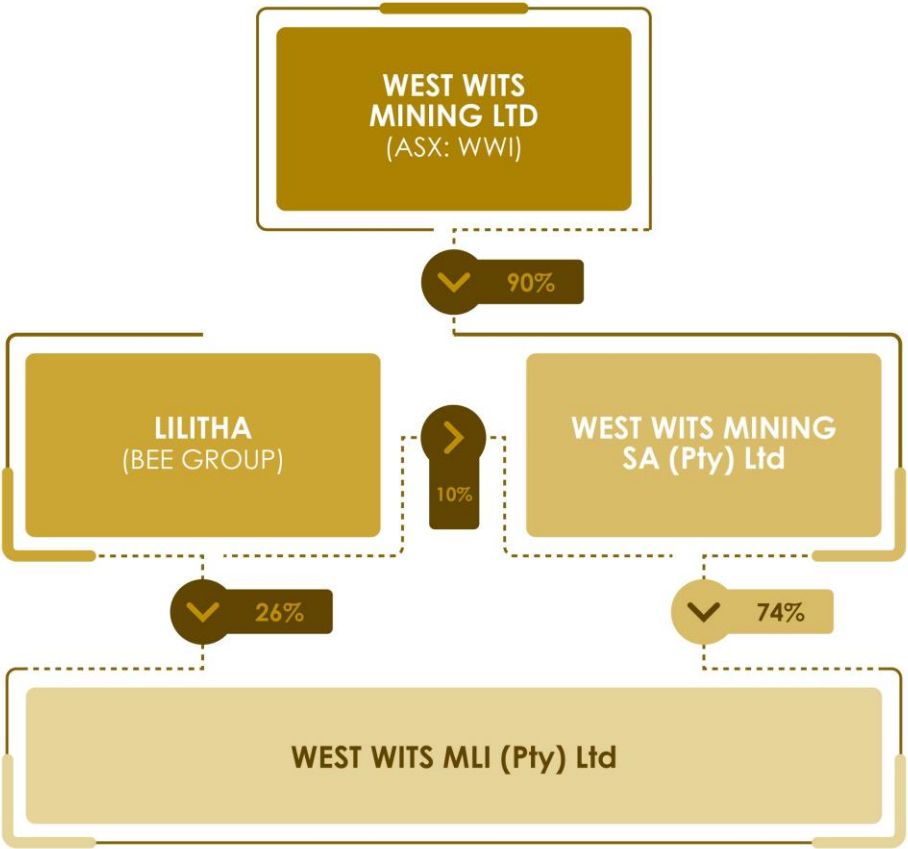 WEST WITS
MINING LTD
(ASX: WWI)
90%
LILITHA
(BEE GROUP)
10%
WEST WITS MINING
SA (Pty) Ltd
26%
74%
WEST WITS MLI (Pty) Ltd